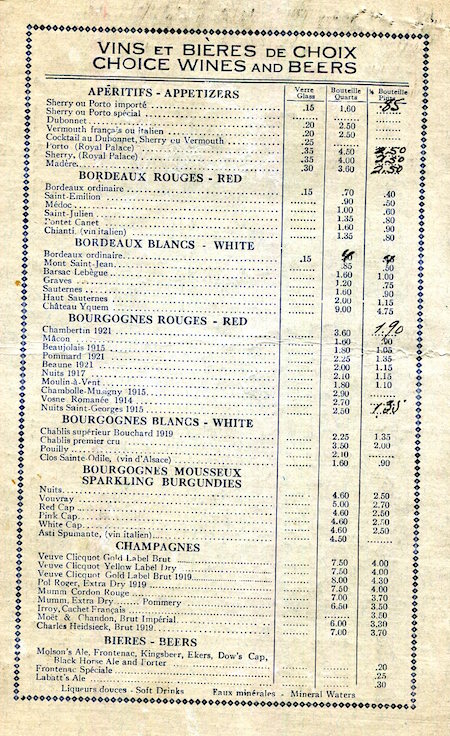 VINS ET BIÈRES DE CHOIX
CHOICE WINES AND BEERS
Verre Glass Bouteille Quarts ½ Bouteille Pints
APÉRITIFS - APPETIZERS
Sherry ou Porto importé .15 1.60 .85
Sherry ou Porto spécial
Dubonnet .20 2.50
Vermouth français ou italien .20 2.50
Cocktail au Dubonnet, Sherry ou Vermouth .25
Porto (Royal Palace) .35 4.50 2.50
Sherry, (Royal Palace) .35 4.00
Madère .30 3.60 2.50
BORDEAUX ROUGES - RED
Bordeaux ordinaire .15 .70 .40
Saint-Emilion .90 .50
Médoc 1.00 .60
Saint-Julien 1.35 .80
Pontet Canet 1.60 .90
Chianti, (vin italien) 1.35 .80
BORDEAUX BLANCS - WHITE
Bordeaux ordinaire .15
Mont Saint-Jean .85 .50
Barsac Lebègue 1.60 1.00
Graves 1.20 .75
Sauternes 1.60 .90
Haut Sauternes 2.00 1.15
Château Yquem 9.00 4.75
BOURGOGNES ROUGES - RED
Chambertin 1921 3.60 1.90
Mâcon 1.60 .90
Beaujolais 1915 1.80 1.05
Pommard 1921 2.25 1.35
Beaune 1921 2.00 1.15
Nuits 1917 2.10 1.15
Moulin-à-Vent 1.80 1.10
Chambolle-Musigny 1915 2.90
Vosne Romanée 1914 2.70
Nuits Saint-Georges 1915 2.50 1.35
BOURGOGNES BLANCS - WHITE
Chablis supérieur Bouchard 1919 2.25 1.35
Chablis premier cru 3.50 2.00
Pouilly 2.10
Clos Sainte-Odile, (vin d'Alsace) 1.60 .90
BOURGOGNES MOUSSEUX
SPARKLING BURGUNDIES
Nuits 4.60 2.50
Vouvray 5.00 2.70
Red Cap 4.60 2.50
Pink Cap 4.60 2.50
White Cap 4.60 2.50
Asti Spumante, (vin italien) 4.50
CHAMPAGNES
Veuve Clicquot Gold Label Brut 7.50 4.00
Veuve Clicquot Yellow Label Dry 7.50 4.00
Veuve Clicquot Gold Label Brut 1919 8.00 4.30
Pol Roger, Extra Dry 1919 7.50 4.00
Mumm Cordon Rouge 7.00 3.70
Mumm, Extra Dry Pommery 6.50 3.50
Irroy, Cachet Français 3.50
Moët & Chandon, Brut Impérial 6.00 3.30
Charles Heidsieck, Brut 1919 7.00 3.70
BIERES - BEERS
Molson's Ale, Frontenac, Kingsbeer, Ekers, Dow's Cap,
Black Horse Ale and Porter .20
Frontenac Spéciale .25
Labatt's Ale .30
Liqueurs douces - Soft Drinks Eaux minérales - Mineral Waters